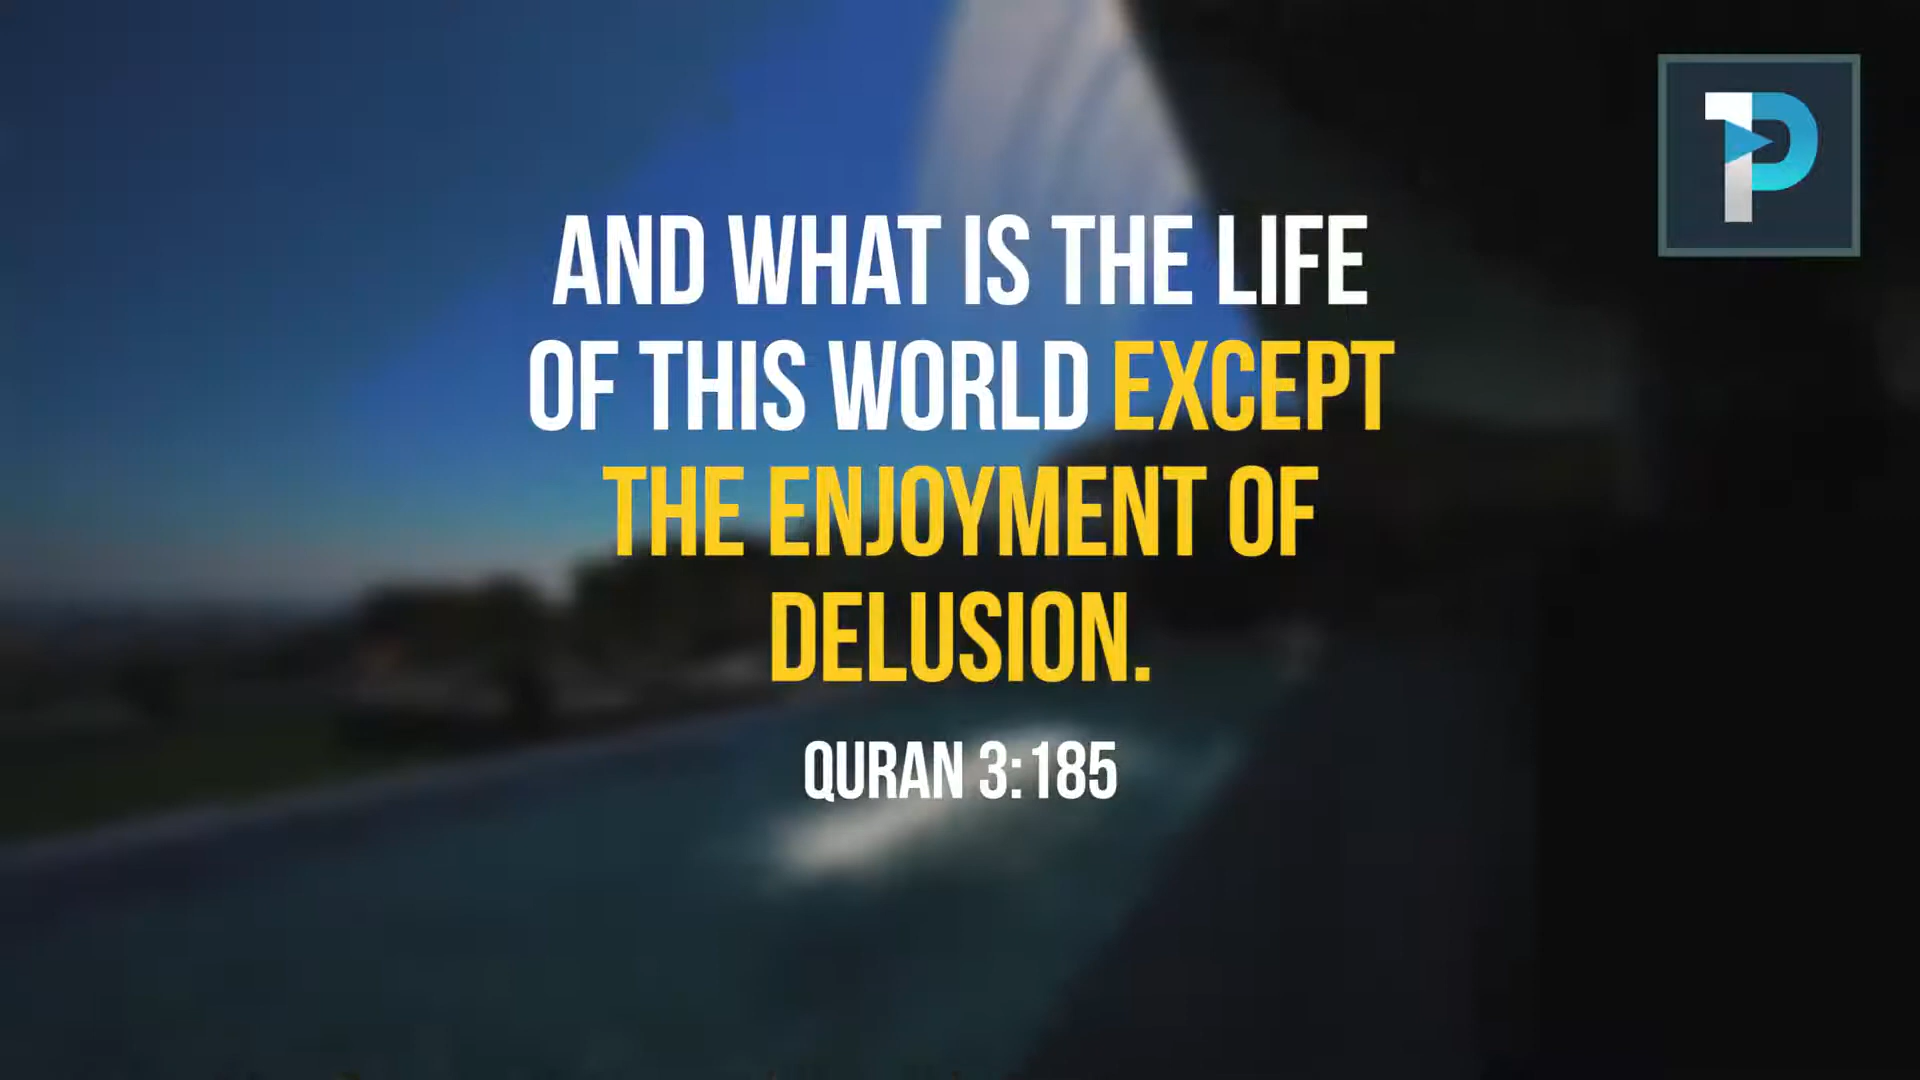 AND WHAT IS THE LIFE
OF THIS WORLD EXCEPT
THE ENJOYMENT OF
DELUSION.
QURAN 3:185